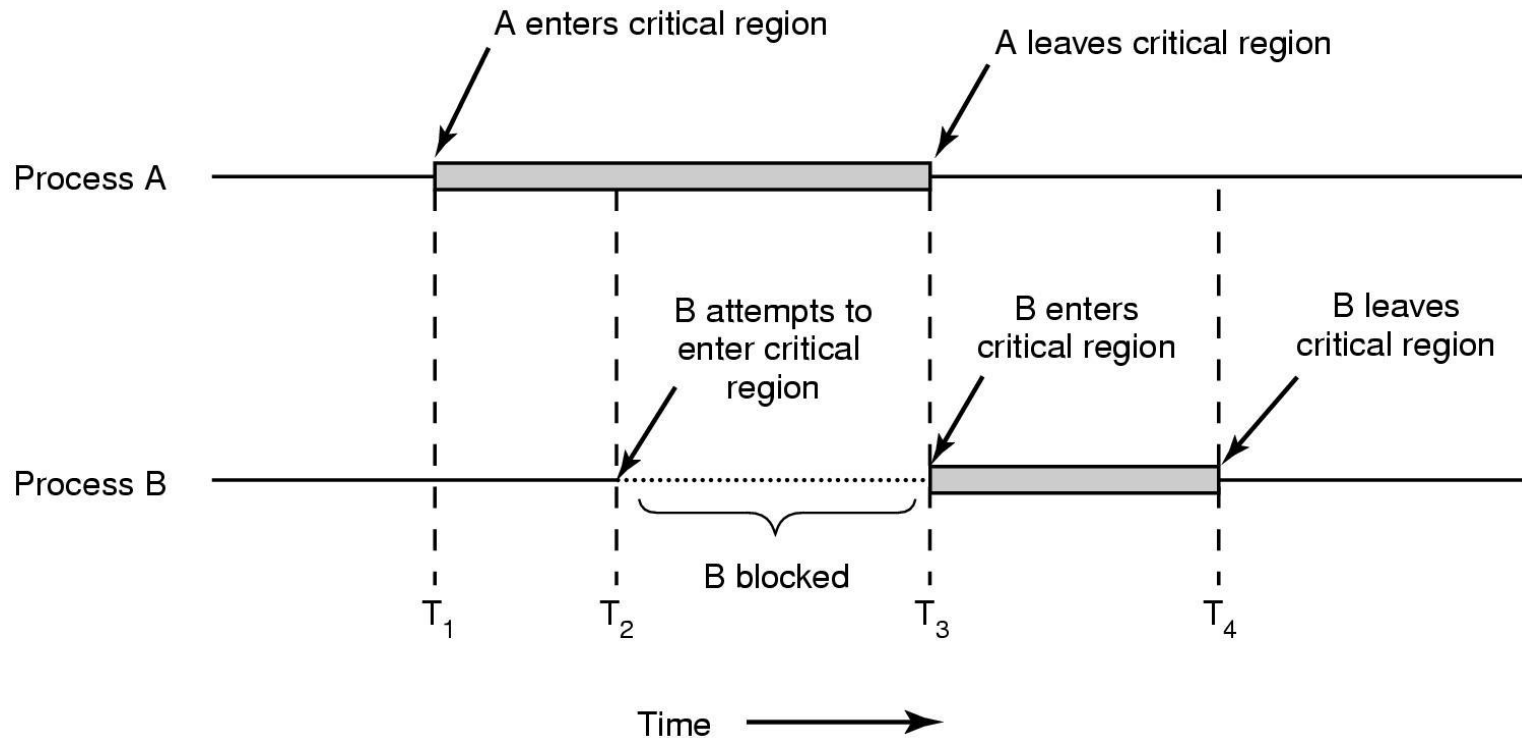 A enters critical region
A leaves critical region
Process A
B attempts to
enter critical
region
B enters
critical region
B leaves
critical region
Process B
B blocked
T1
T2
T3
T4
Time